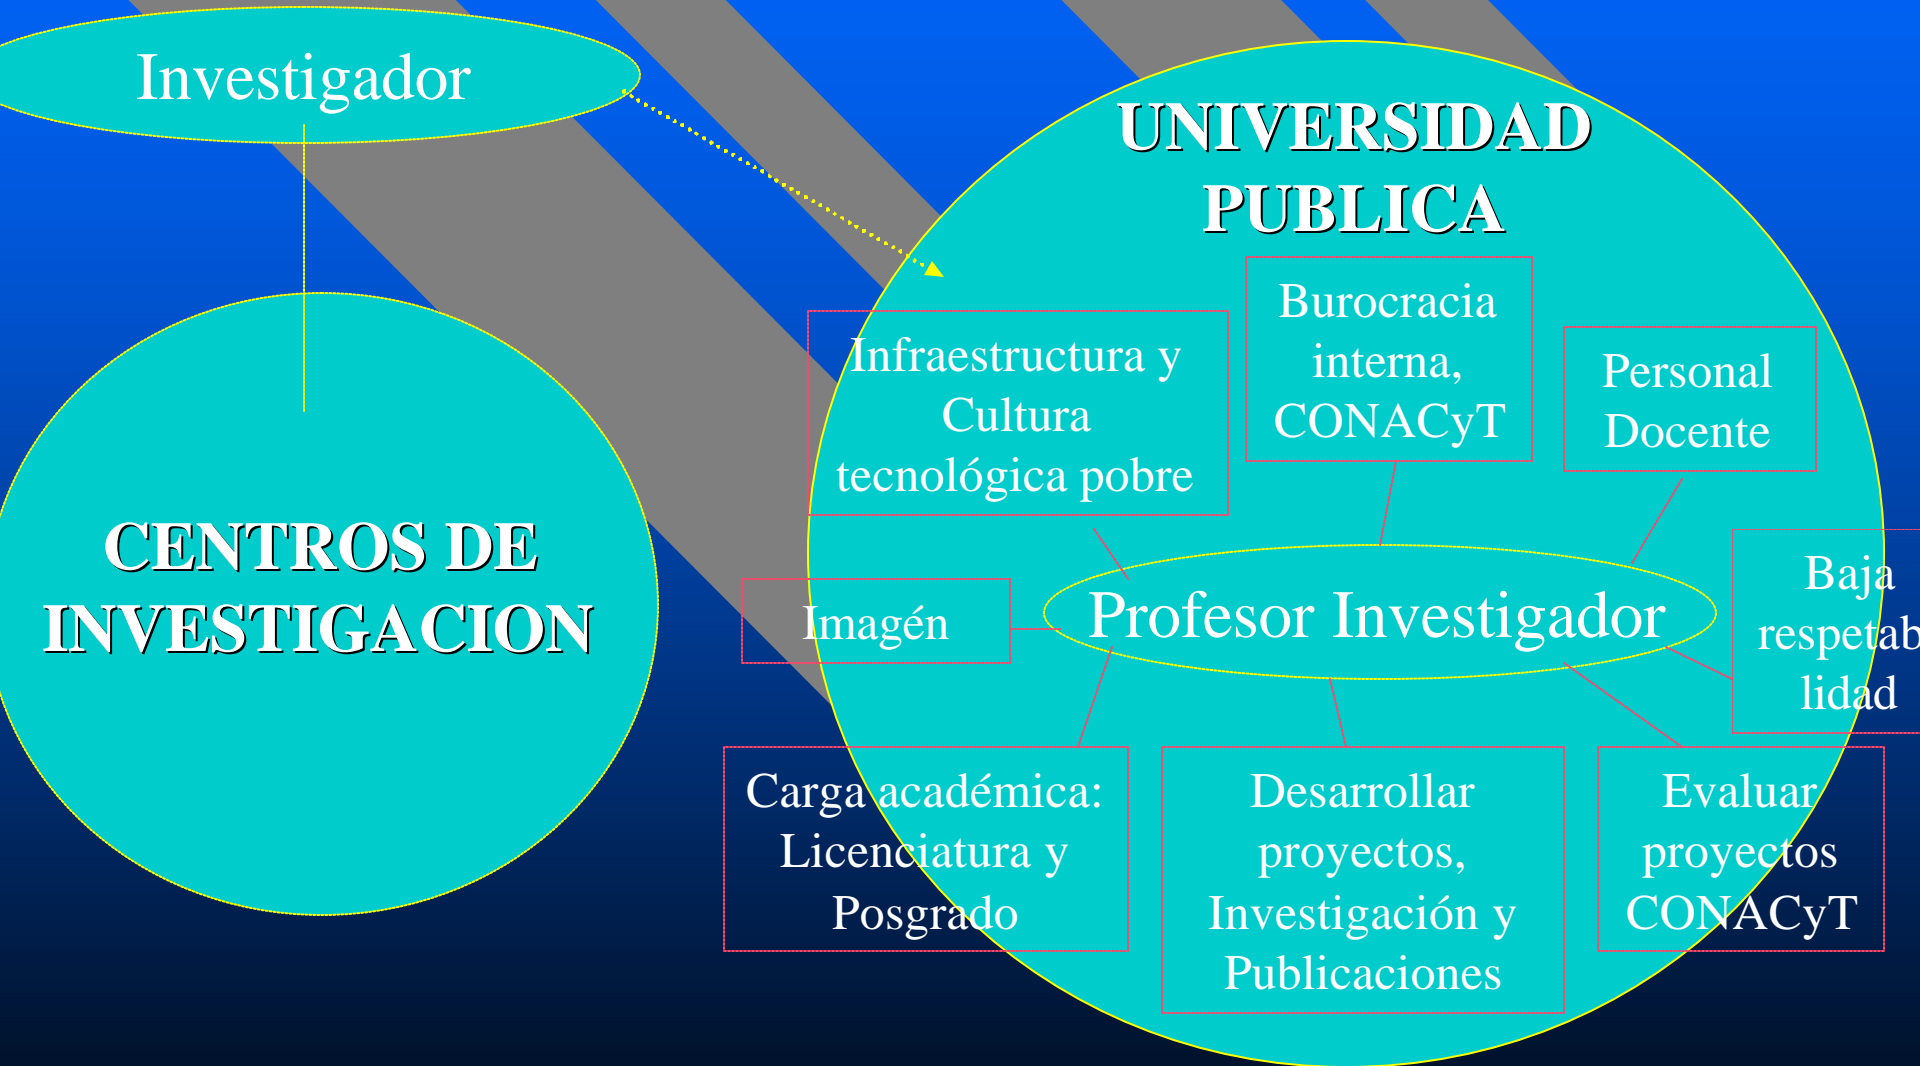 Investigador
CENTROS DE
INVESTIGACION
UNIVERSIDAD
PUBLICA
Infraestructura y
Cultura
tecnológica pobre
Burocracia
interna,
CONACyT
Personal
Docente
Imagén
Profesor Investigador
Baja
respetab
lidad
Carga académica:
Licenciatura y
Posgrado
Desarrollar
proyectos,
Investigación y
Publicaciones
Evaluar
proyectos
CONACyT